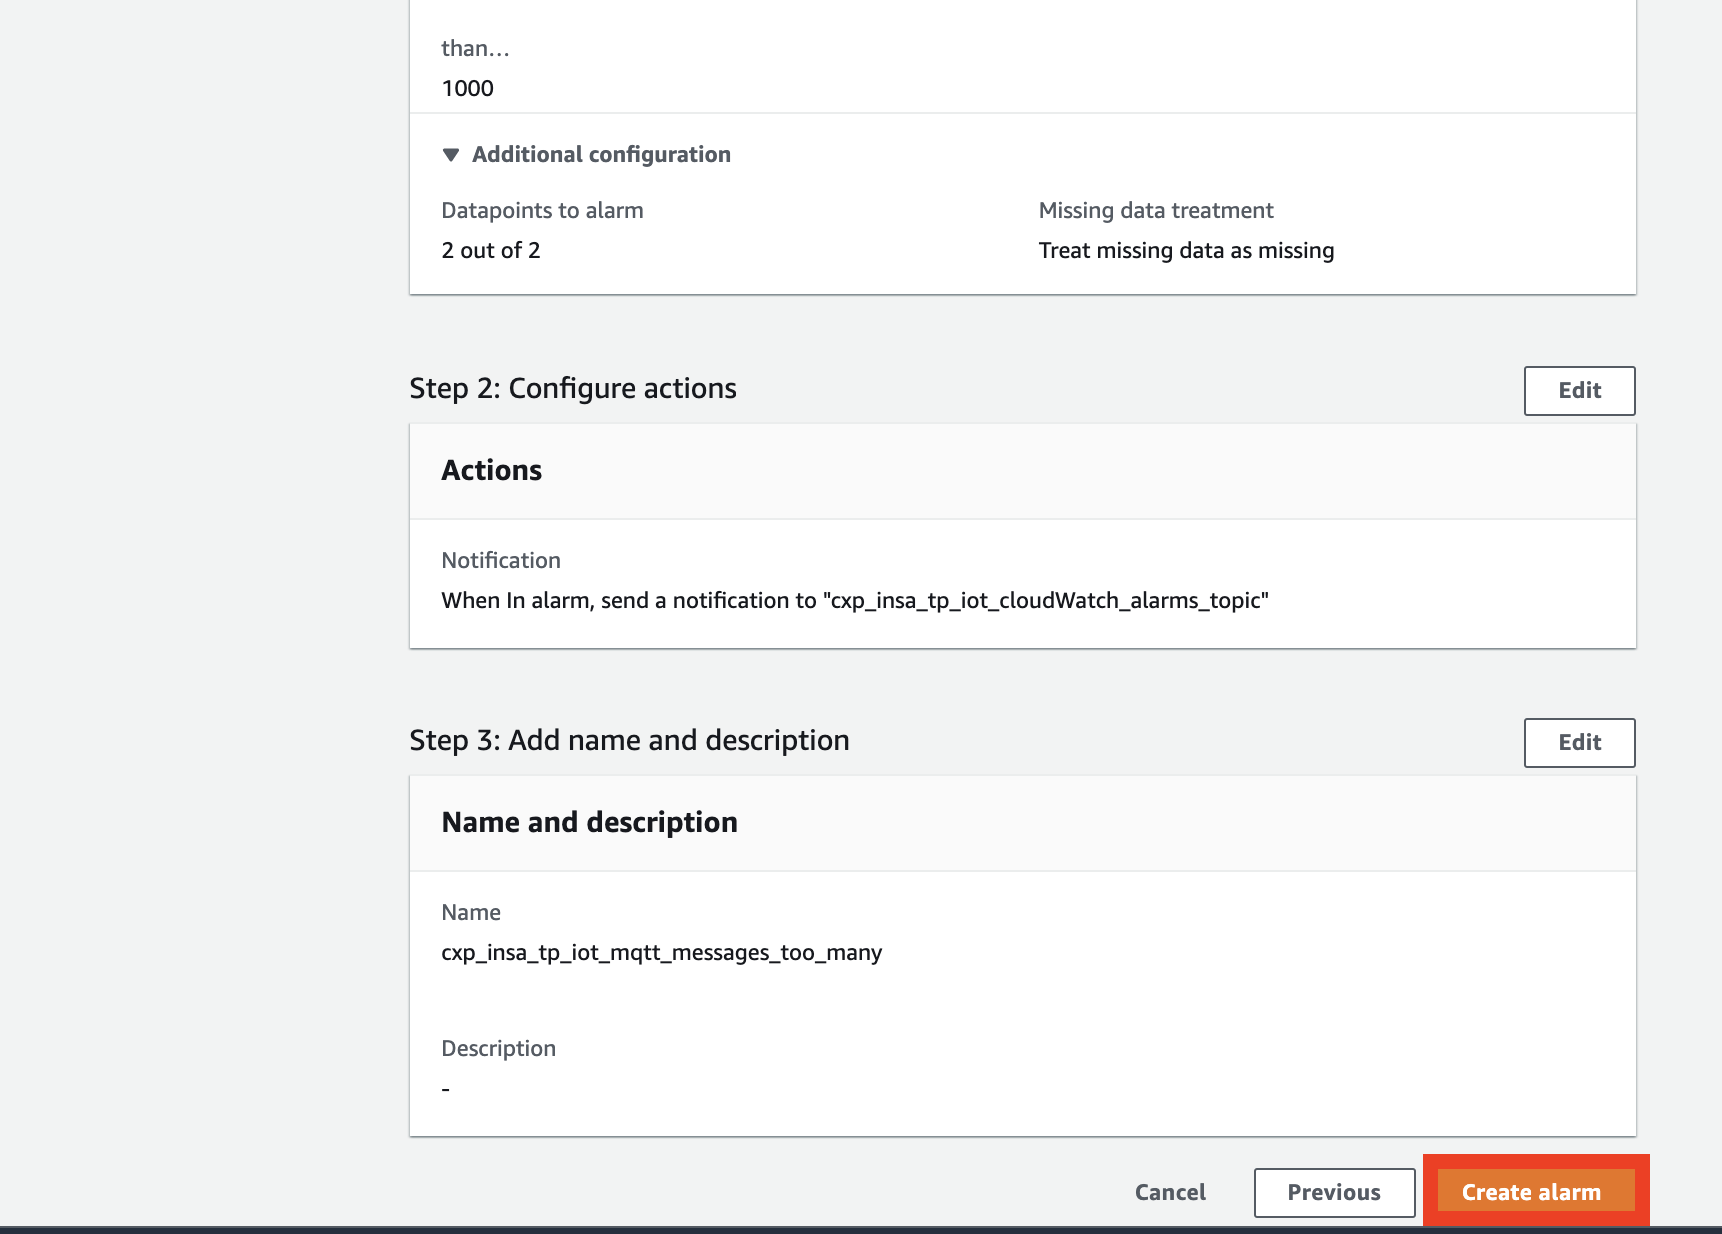 than…
1000
Additional configuration
Datapoints to alarm
Missing data treatment
2 out of 2
Treat missing data as missing
Step 2: Configure actions
Edit
Actions
Notification
When In alarm, send a notification to "cxp_insa_tp_iot_cloudWatch_alarms_topic"
Step 3: Add name and description
Edit
Name and description
Name
cxp_insa_tp_iot_mqtt_messages_too_many
Description
-
Cancel
Previous
Create alarm